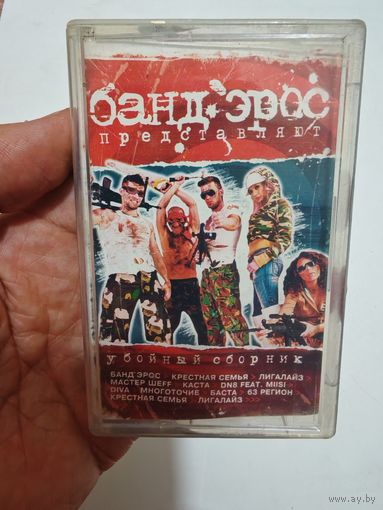 банд'эрос
представляют
убойный сборник
БАНД'ЭРОС > КРЕСТНАЯ СЕМЬЯ > ЛИГАЛАЙЗ
МАСТЕР ШЕFF > КАСТА > DN8 FEAT. MIISI >
DIVA > МНОГОТОЧИЕ > БАСТА > 63 РЕГИОН >
КРЕСТНАЯ СЕМЬЯ > ЛИГАЛАЙЗ >>>
https://www.ay.by/